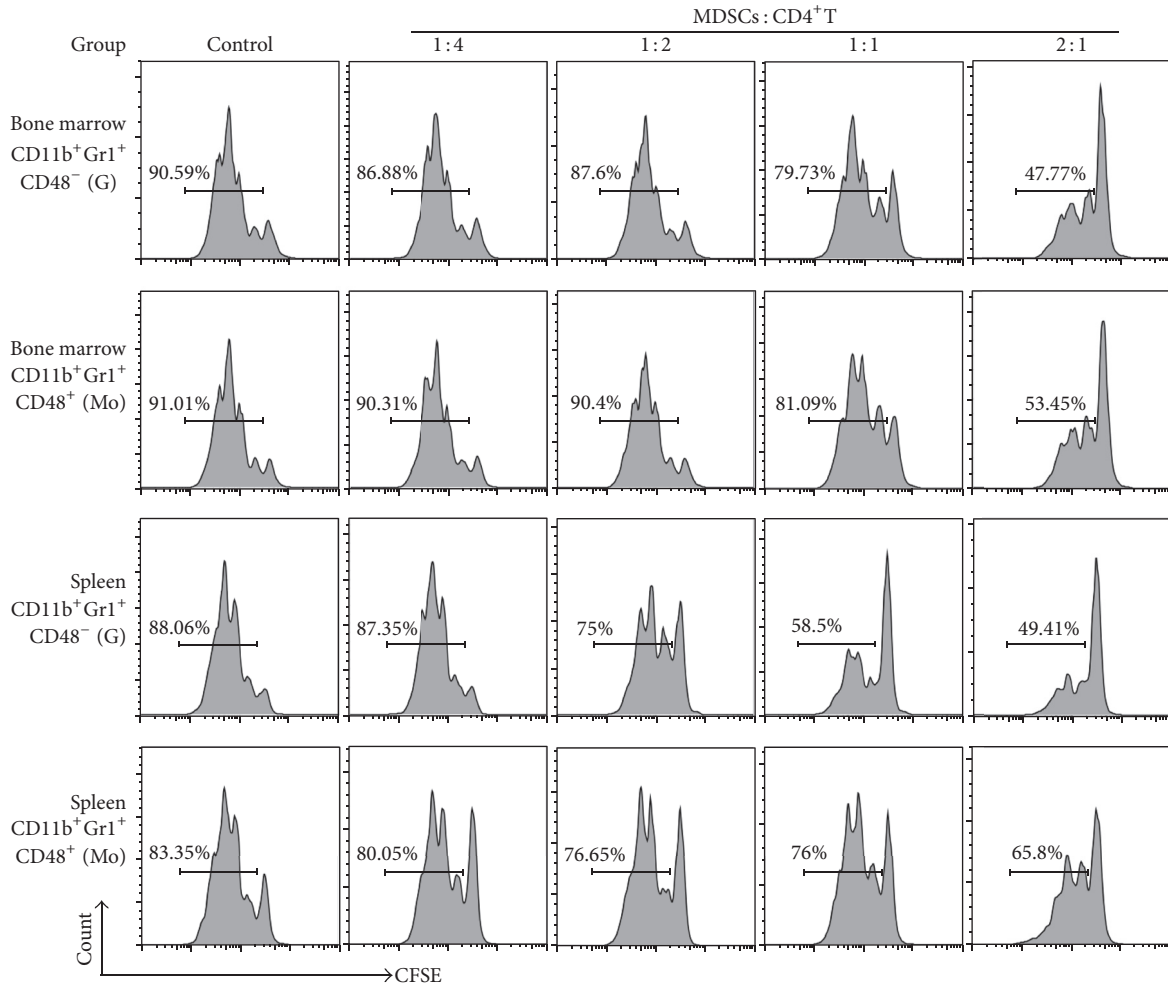 MDSCs : CD4⁺T
Group Control 1 : 4 1 : 2 1 : 1 2 : 1
Bone marrow
CD11b⁺Gr1⁺
CD48⁻ (G)
90.59% 86.88% 87.6% 79.73% 47.77%
Bone marrow
CD11b⁺Gr1⁺
CD48⁺ (Mo)
91.01% 90.31% 90.4% 81.09% 53.45%
Spleen
CD11b⁺Gr1⁺
CD48⁻ (G)
88.06% 87.35% 75% 58.5% 49.41%
Spleen
CD11b⁺Gr1⁺
CD48⁺ (Mo)
83.35% 80.05% 76.65% 76% 65.8%
Count
CFSE